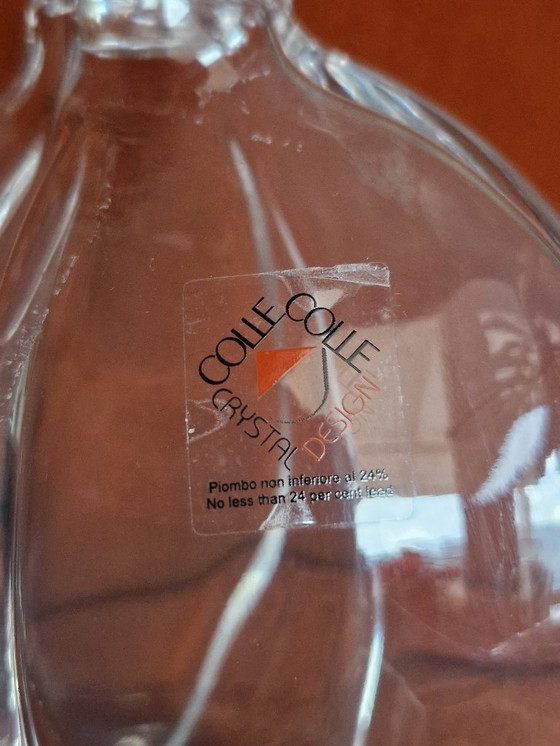 COLLE COLLE
CRYSTAL DESIGN
Piombo non inferiore al 24%
No less than 24 per cent lead